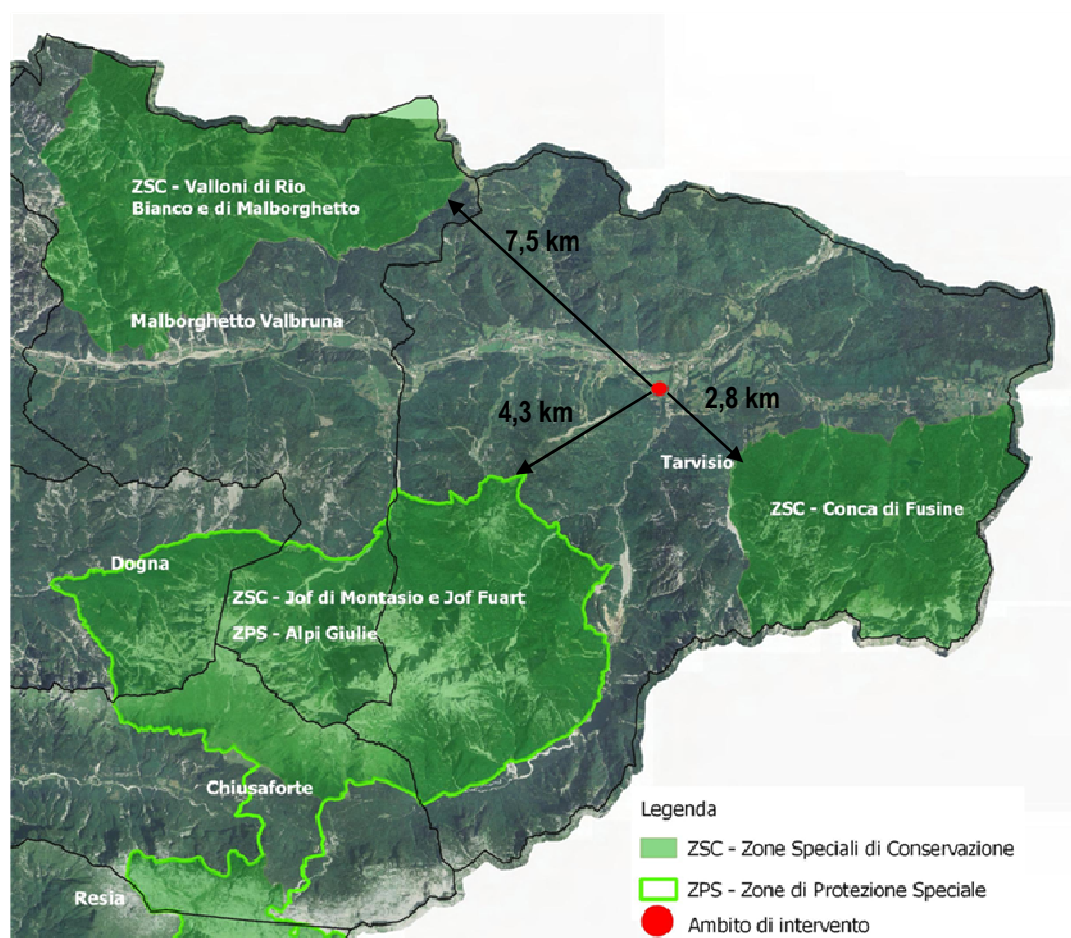 ZSC - Valloni di Rio
Bianco e di Malborghetto
7,5 km
Malborghetto Valbruna
4,3 km
2,8 km
Tarvisio
ZSC - Conca di Fusine
Dogna
ZSC - Jof di Montasio e Jof Fuart
ZPS - Alpi Giulie
Chiusaforte
Resia
Legenda
ZSC - Zone Speciali di Conservazione
ZPS - Zone di Protezione Speciale
Ambito di intervento